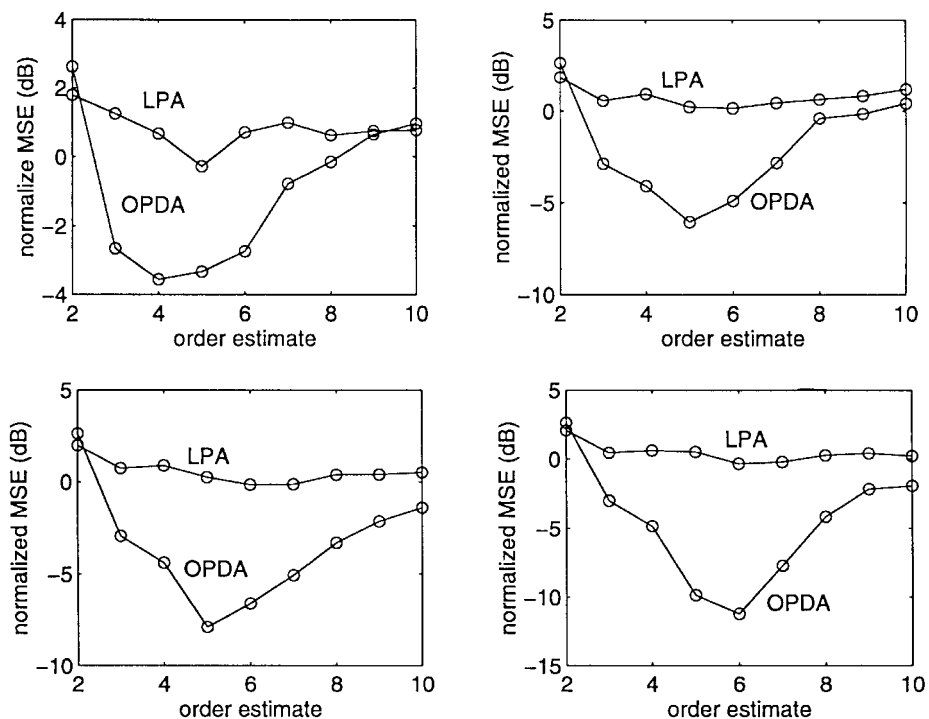 4
2
0
−2
−4
normalize MSE (dB)
LPA
OPDA
2 4 6 8 10
order estimate
5
0
−5
−10
normalized MSE (dB)
LPA
OPDA
2 4 6 8 10
order estimate
5
0
−5
−10
normalized MSE (dB)
LPA
OPDA
2 4 6 8 10
order estimate
5
0
−5
−10
−15
normalized MSE (dB)
LPA
OPDA
2 4 6 8 10
order estimate